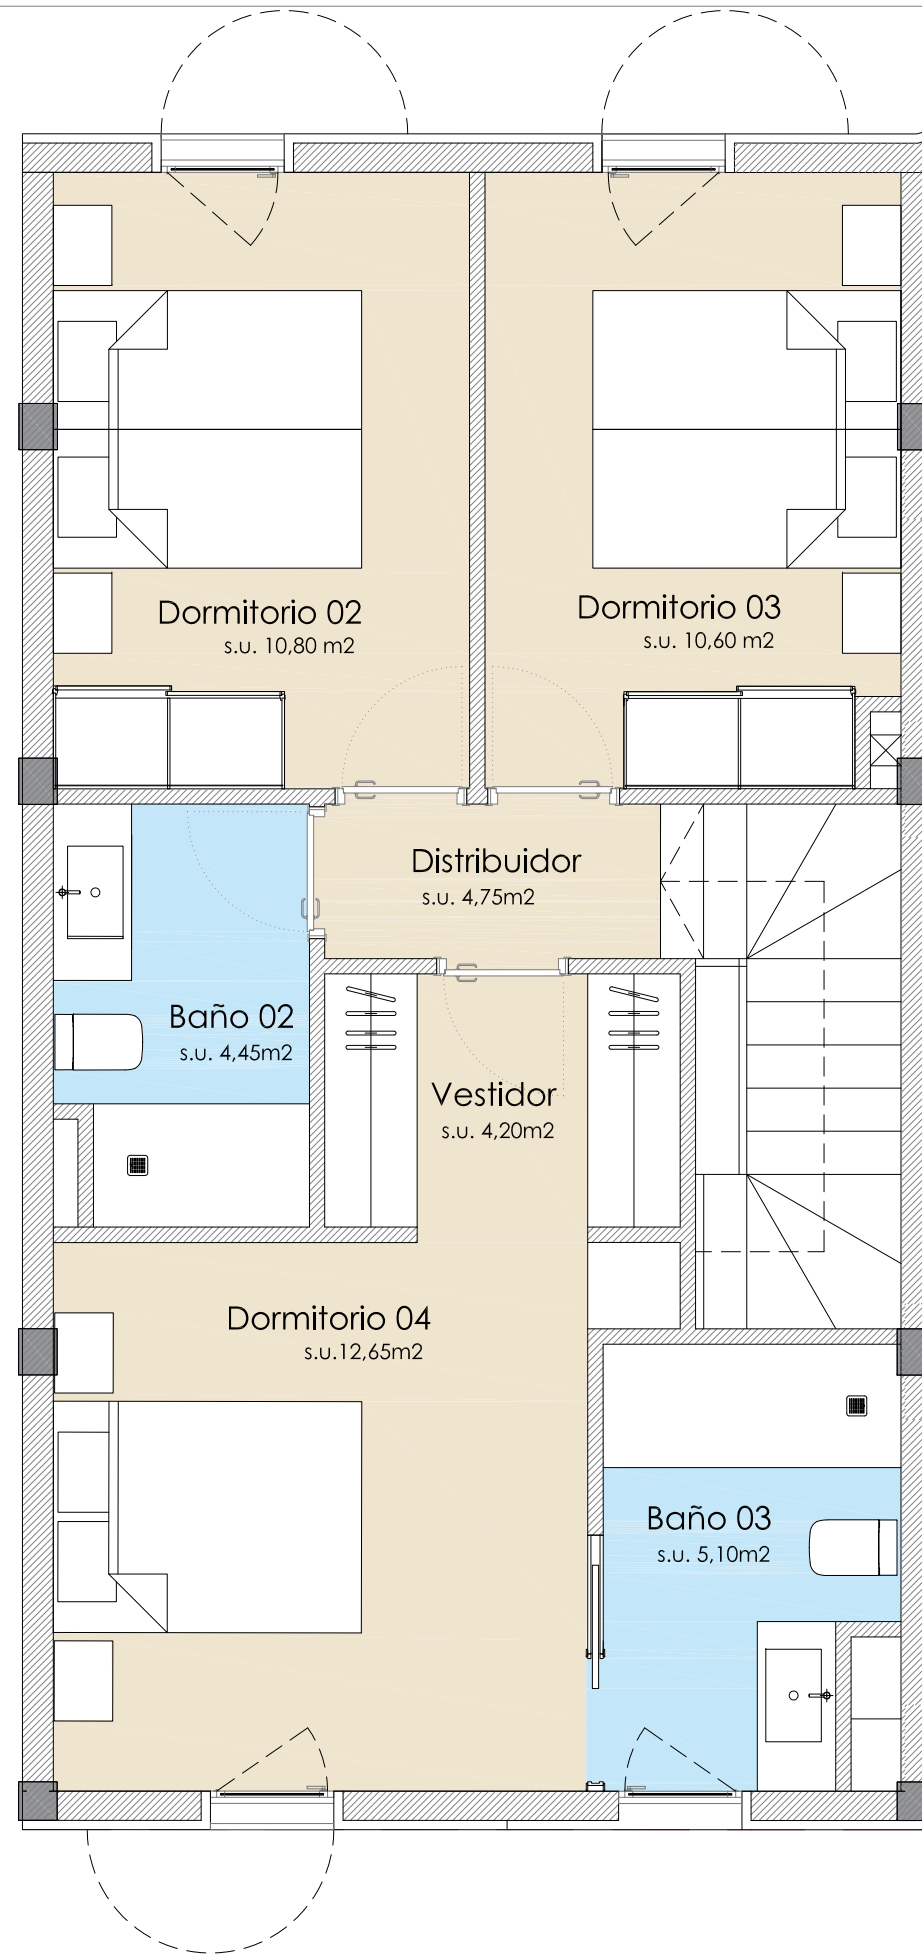 Dormitorio 02
s.u. 10,80 m2
Dormitorio 03
s.u. 10,60 m2
Distribuidor
s.u. 4,75m2
Baño 02
s.u. 4,45m2
Vestidor
s.u. 4,20m2
Dormitorio 04
s.u.12,65m2
Baño 03
s.u. 5,10m2